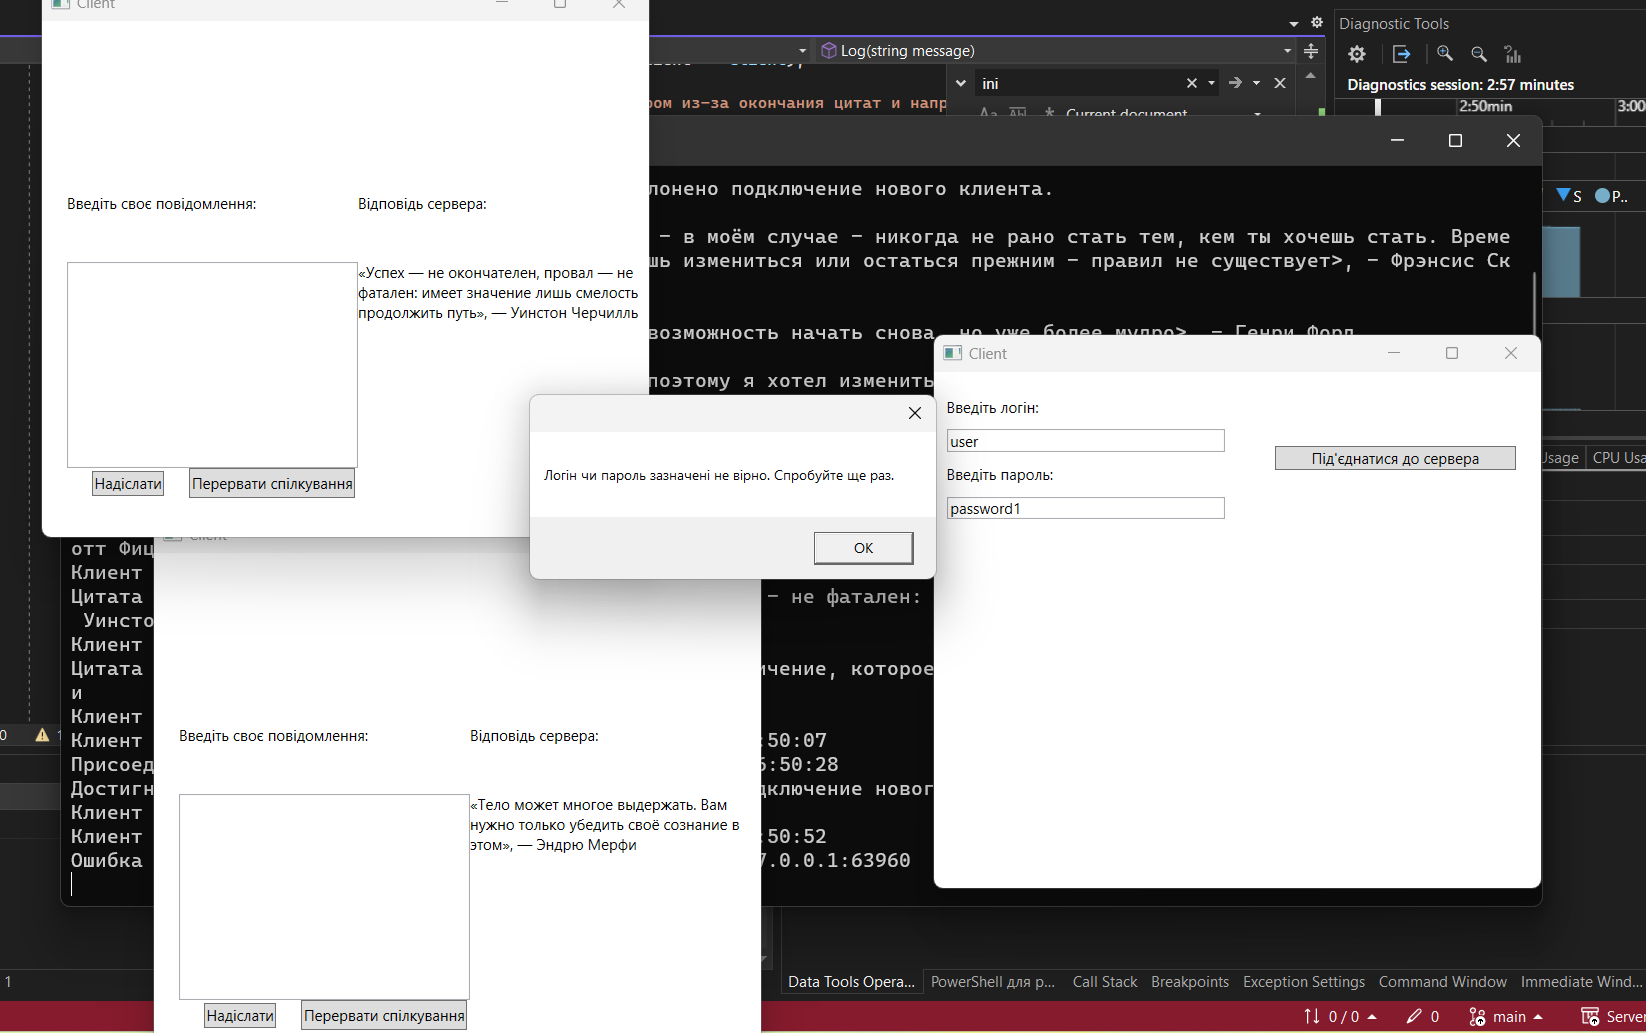 Client
Log(string message)
Diagnostic Tools
ini
Diagnostics session: 2:57 minutes
ром из-за окончания цитат и напр
Current document
2:50min
3:00
лонено подключение нового клиента.
S
P..
Введіть своє повідомлення:
Відповідь сервера:
– в моём случае – никогда не рано стать тем, кем ты хочешь стать. Време
шь измениться или остаться прежним – правил не существует>, – Фрэнсис Ск
«Успех — не окончателен, провал — не
фатален: имеет значение лишь смелость
продолжить путь», — Уинстон Черчилль
возможность начать снова, но уже более мудро>, – Генри Форд
поэтому я хотел изменить
Надіслати
Перервати спілкування
Client
Введіть логін:
user
Під'єднатися до сервера
Введіть пароль:
password1
Usage
CPU Usa
Логін чи пароль зазначені не вірно. Спробуйте ще раз.
OK
Client
отт Фиц
Клиент
Цитата
– не фатален:
Уинсто
Клиент
Цитата
ичение, которое
и
Клиент
Клиент
:50:07
Присоед
6:50:28
Достигн
дключение новог
Клиент
Клиент
:50:52
Ошибка
7.0.0.1:63960
0
1
Введіть своє повідомлення:
Відповідь сервера:
«Тело может многое выдержать. Вам
нужно только убедить своё сознание в
этом», — Эндрю Мерфи
Надіслати
Перервати спілкування
1
Data Tools Opera...
PowerShell для р...
Call Stack
Breakpoints
Exception Settings
Command Window
Immediate Wind...
0 / 0
0
main
Server